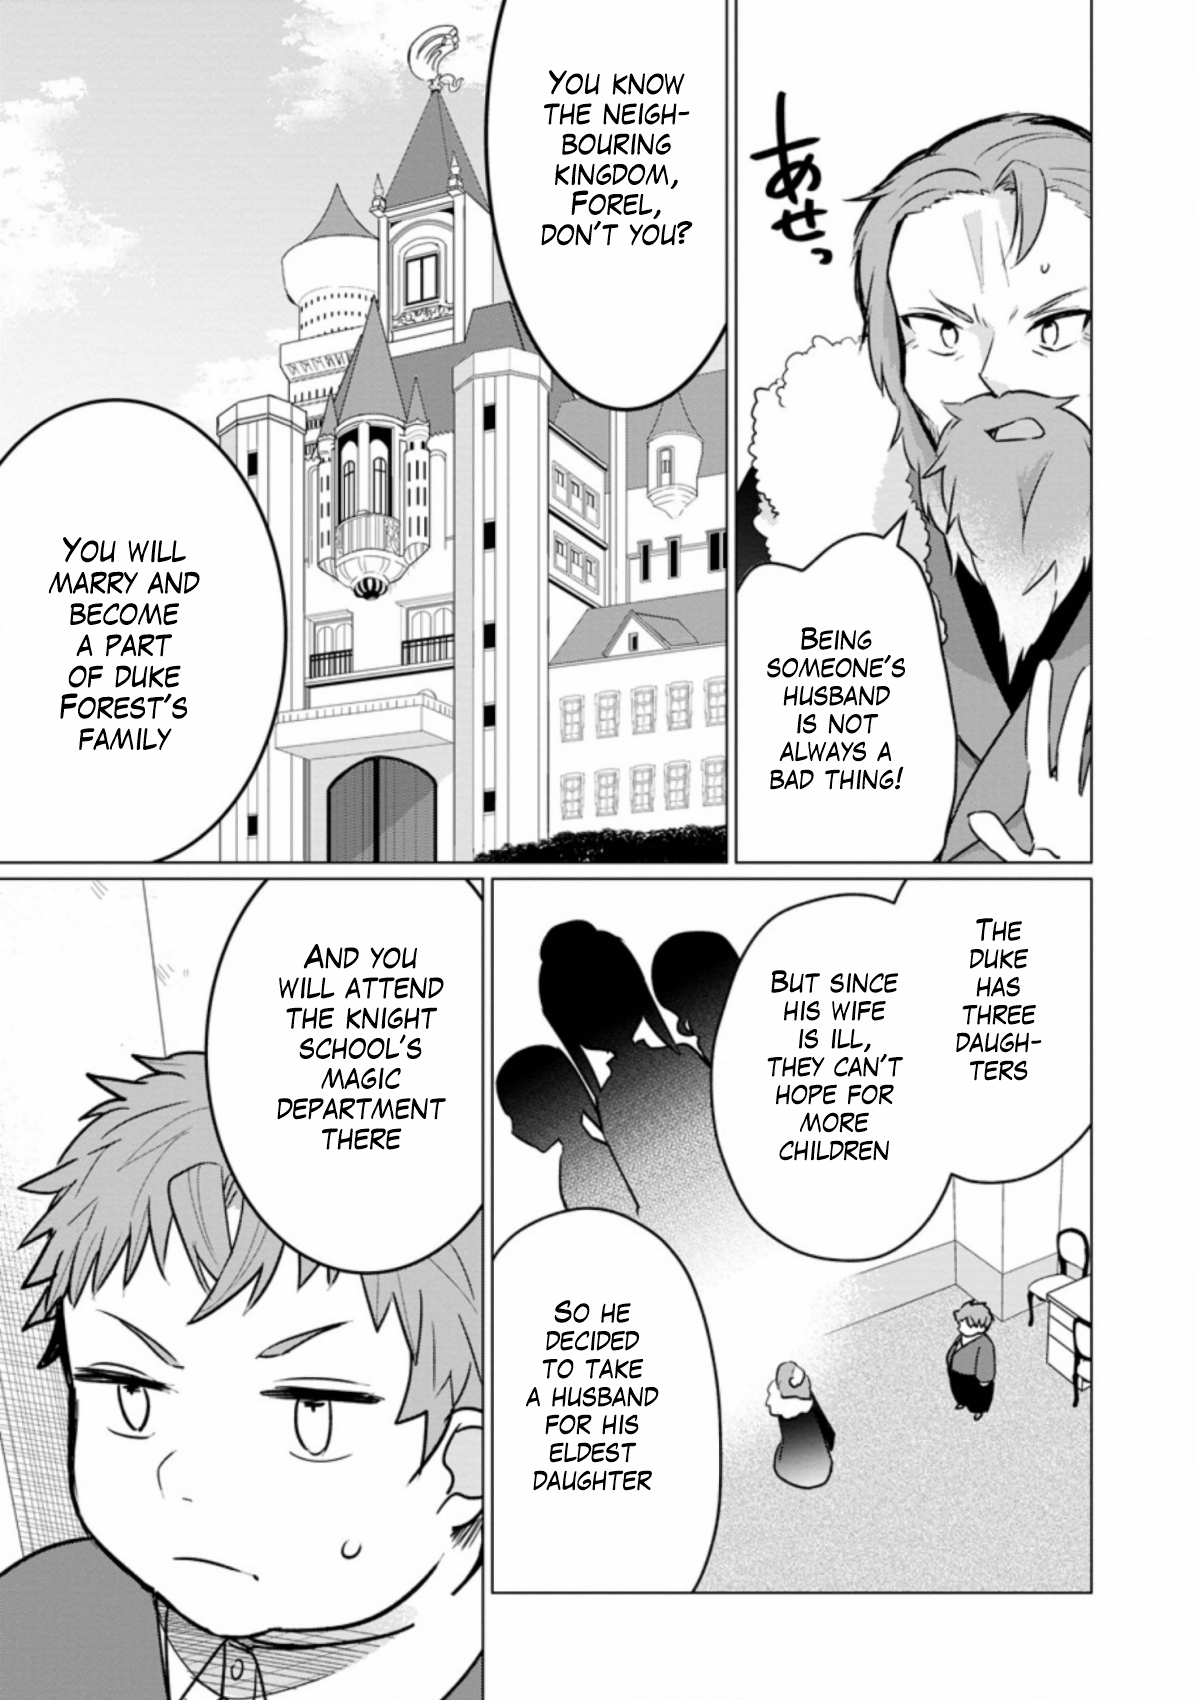 あせっ
BEING
SOMEONE'S
HUSBAND
IS NOT
ALWAYS A
BAD THING!
YOU KNOW
THE NEIGH-
BOURING
KINGDOM,
FOREL,
DON'T YOU?
YOU WILL
MARRY AND
BECOME
A PART
OF DUKE
FOREST'S
FAMILY
THE
DUKE
HAS
THREE
DAUGH-
TERS
BUT SINCE
HIS WIFE
IS ILL,
THEY CAN'T
HOPE FOR
MORE
CHILDREN
SO HE
DECIDED
TO TAKE
A HUSBAND
FOR HIS
ELDEST
DAUGHTER
AND YOU
WILL ATTEND
THE KNIGHT
SCHOOL'S
MAGIC
DEPARTMENT
THERE